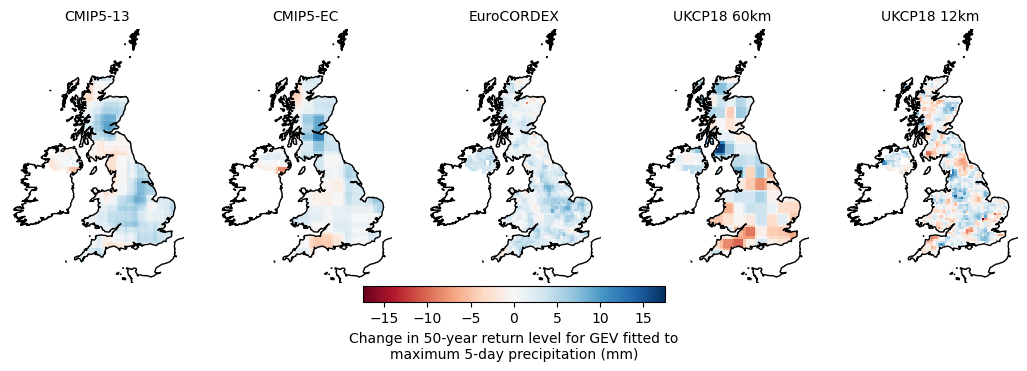 CMIP5-13 CMIP5-EC EuroCORDEX UKCP18 60km UKCP18 12km
−15 −10 −5 0 5 10 15
Change in 50-year return level for GEV fitted to
maximum 5-day precipitation (mm)